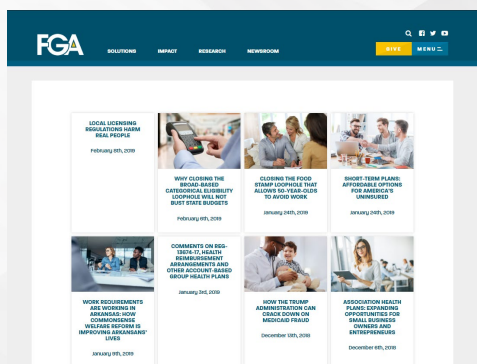 FGA
SOLUTIONS IMPACT RESEARCH NEWSROOM
GIVE MENU
LOCAL LICENSING
REGULATIONS HARM
REAL PEOPLE
February 6th, 2019
WHY CLOSING THE
BROAD-BASED
CATEGORICAL ELIGIBILITY
LOOPHOLE WILL NOT
BUST STATE BUDGETS
February 6th, 2019
CLOSING THE FOOD
STAMP LOOPHOLE THAT
ALLOWS 50-YEAR-OLDS
TO AVOID WORK
January 24th, 2019
SHORT-TERM PLANS:
AFFORDABLE OPTIONS
FOR AMERICA'S
UNINSURED
January 24th, 2019
WORK REQUIREMENTS
ARE WORKING IN
ARKANSAS: HOW
COMMONSENSE
WELFARE REFORM IS
IMPROVING ARKANSANS'
LIVES
January 9th, 2019
COMMENTS ON REG-
136724-17, HEALTH
REIMBURSEMENT
ARRANGEMENTS AND
OTHER ACCOUNT-BASED
GROUP HEALTH PLANS
January 3rd, 2019
HOW THE TRUMP
ADMINISTRATION CAN
CRACK DOWN ON
MEDICAID FRAUD
December 13th, 2018
ASSOCIATION HEALTH
PLANS: EXPANDING
OPPORTUNITIES FOR
SMALL BUSINESS
OWNERS AND
ENTREPRENEURS
December 6th, 2018